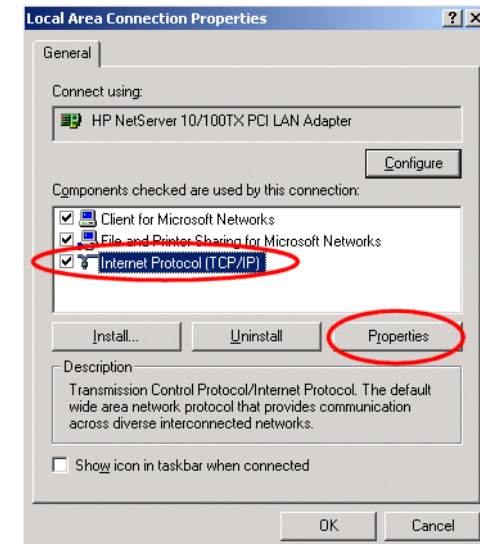 Local Area Connection Properties
General
Connect using:
HP NetServer 10/100TX PCI LAN Adapter
Configure
Components checked are used by this connection:
Client for Microsoft Networks
File and Printer Sharing for Microsoft Networks
Internet Protocol (TCP/IP)
Install...
Uninstall
Properties
Description
Transmission Control Protocol/Internet Protocol. The default
wide area network protocol that provides communication
across diverse interconnected networks.
Show icon in taskbar when connected
OK
Cancel